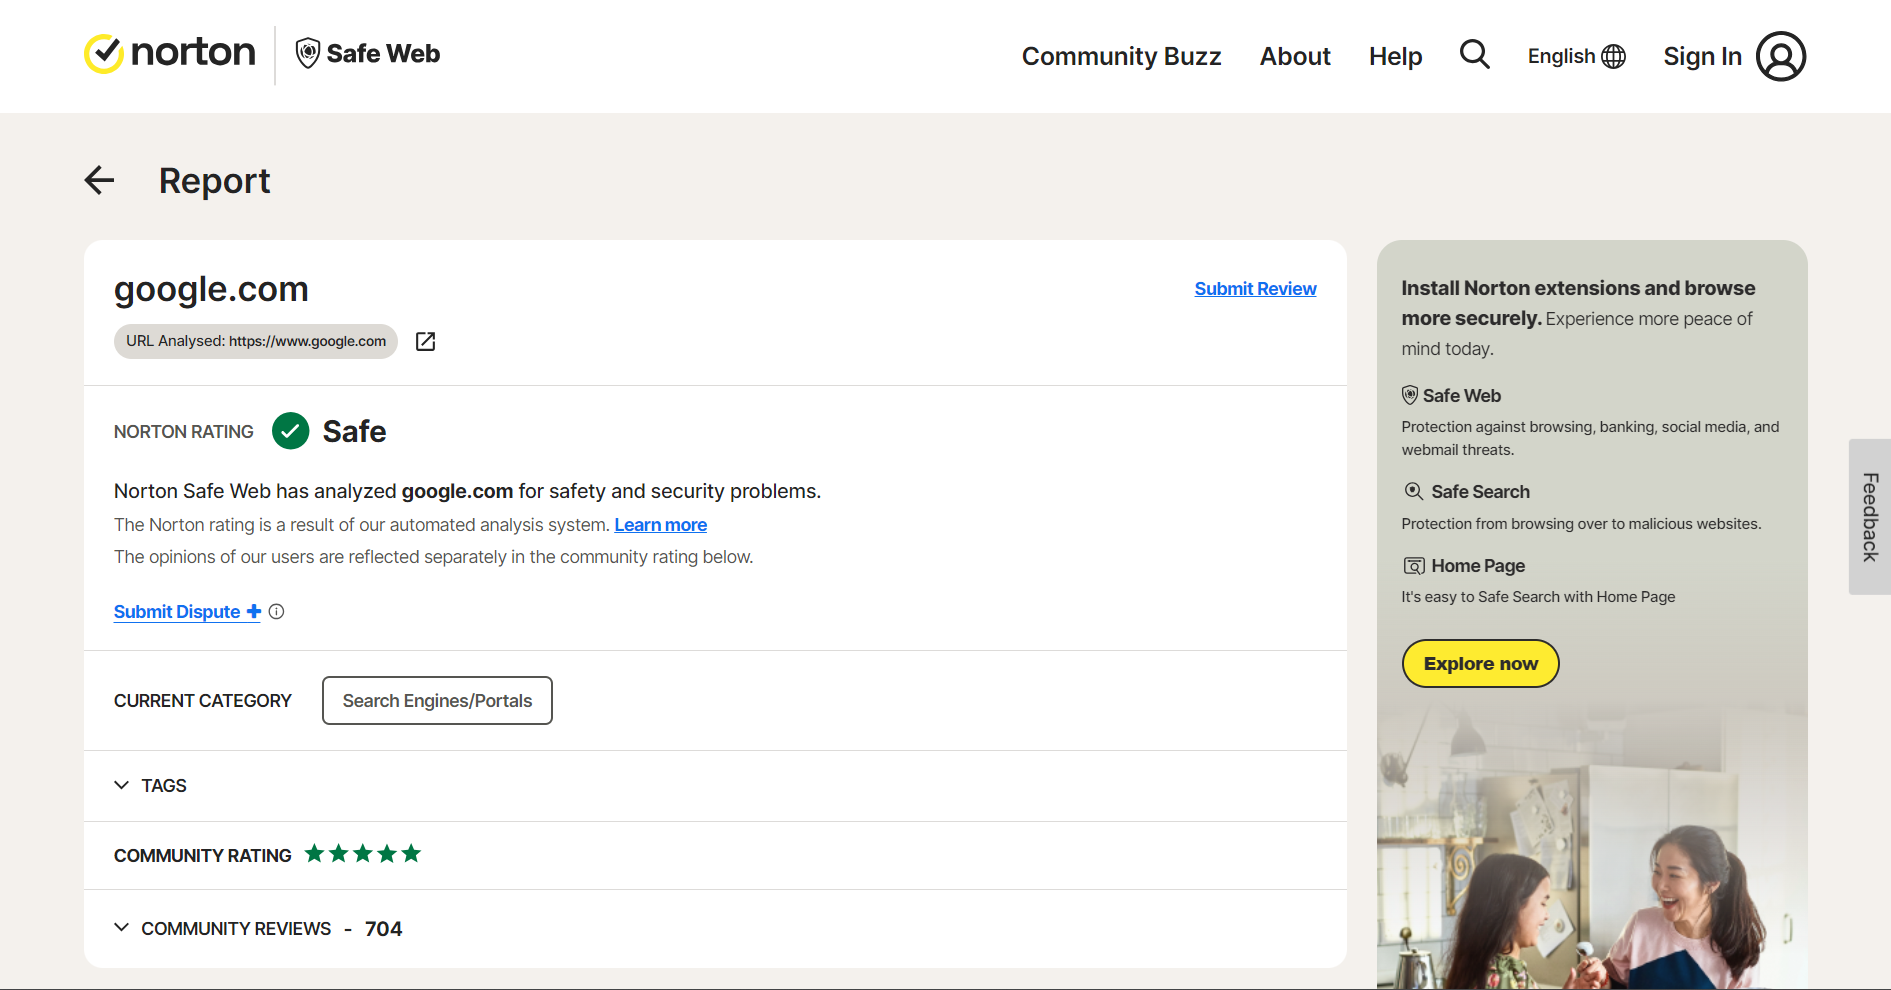 norton
Safe Web
Community Buzz
About
Help
English
Sign In
Report
google.com
Submit Review
URL Analysed: https://www.google.com
NORTON RATING
Safe
Norton Safe Web has analyzed google.com for safety and security problems.
The Norton rating is a result of our automated analysis system. Learn more
The opinions of our users are reflected separately in the community rating below.
Submit Dispute
CURRENT CATEGORY
Search Engines/Portals
TAGS
COMMUNITY RATING
COMMUNITY REVIEWS - 704
Install Norton extensions and browse
more securely. Experience more peace of
mind today.
Safe Web
Protection against browsing, banking, social media, and
webmail threats.
Safe Search
Protection from browsing over to malicious websites.
Home Page
It's easy to Safe Search with Home Page
Explore now
Feedback